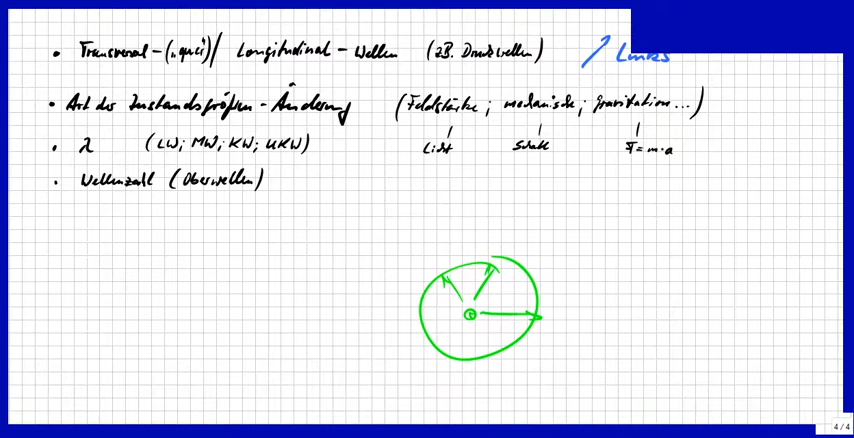 • Transversal-("quer")/ Longitudinal-Wellen (zB. Druckwellen)
Links
• Art der Zustandsgrößen-Änderung (Feldstärke; mechanische; gravitation...)
Licht Schall F=m·a
• λ (LW; MW; KW; UKW)
• Wellenzahl (Oberwellen)
4/4